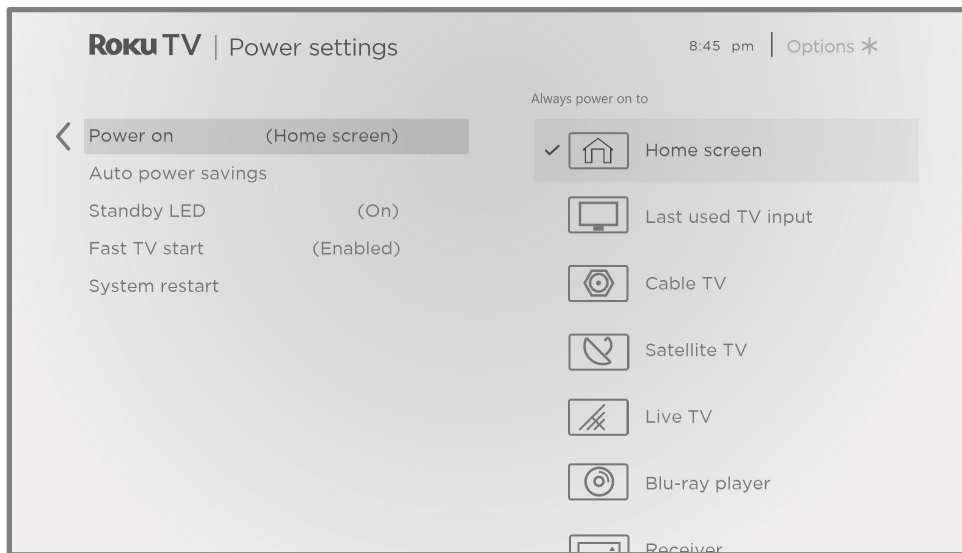 Roku TV | Power settings
8:45 pm | Options
Always power on to
Power on (Home screen)
Auto power savings
Standby LED (On)
Fast TV start (Enabled)
System restart
Home screen
Last used TV input
Cable TV
Satellite TV
Live TV
Blu-ray player
Receiver